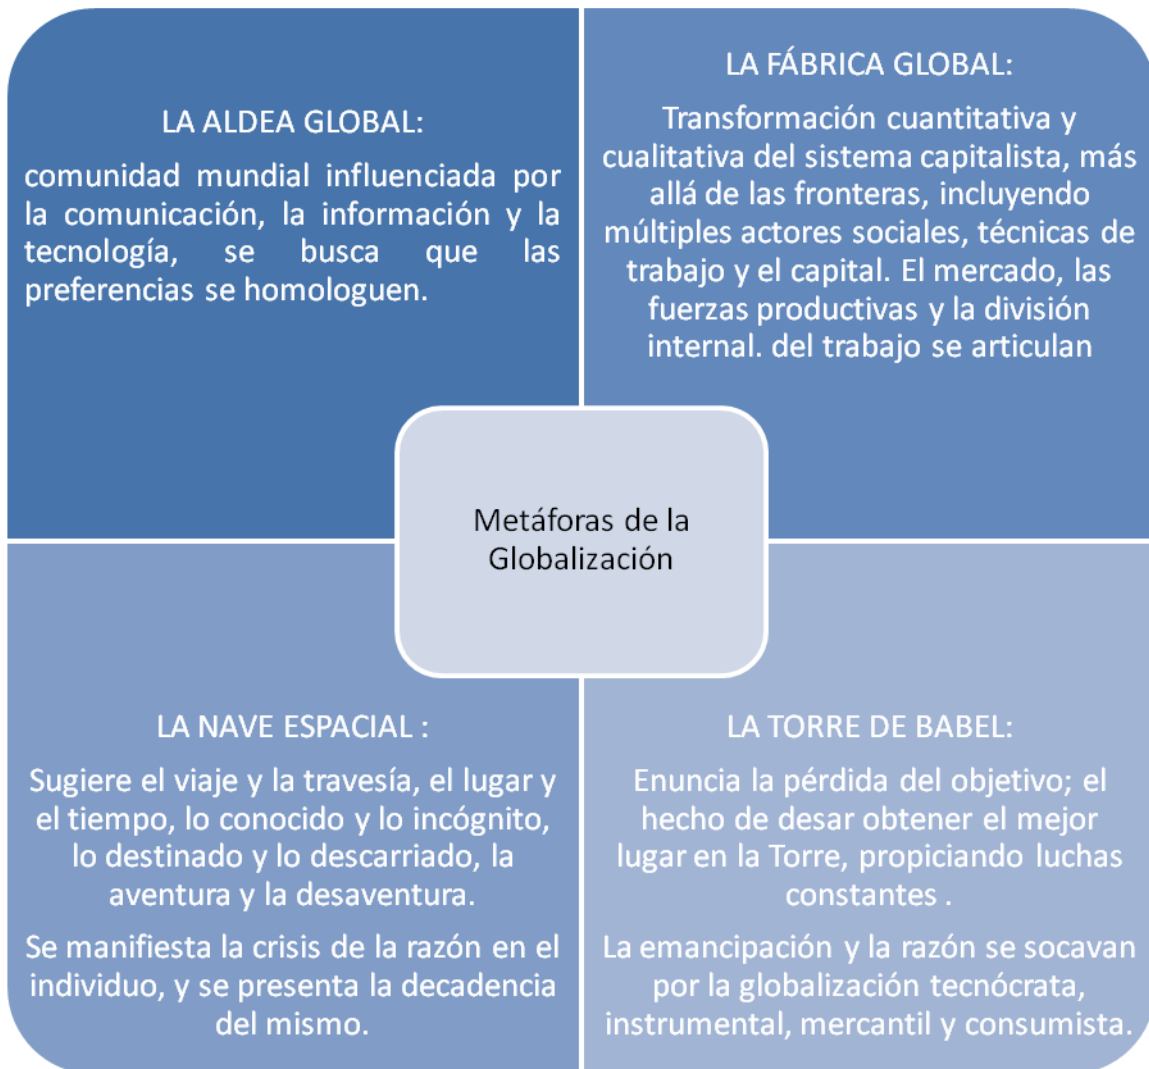 LA ALDEA GLOBAL:
comunidad mundial influenciada por
la comunicación, la información y la
tecnología, se busca que las
preferencias se homologuen.
LA FÁBRICA GLOBAL:
Transformación cuantitativa y
cualitativa del sistema capitalista, más
allá de las fronteras, incluyendo
múltiples actores sociales, técnicas de
trabajo y el capital. El mercado, las
fuerzas productivas y la división
internal. del trabajo se articulan
Metáforas de la
Globalización
LA NAVE ESPACIAL :
Sugiere el viaje y la travesía, el lugar y
el tiempo, lo conocido y lo incógnito,
lo destinado y lo descarriado, la
aventura y la desaventura.
Se manifiesta la crisis de la razón en el
individuo, y se presenta la decadencia
del mismo.
LA TORRE DE BABEL:
Enuncia la pérdida del objetivo; el
hecho de desar obtener el mejor
lugar en la Torre, propiciando luchas
constantes .
La emancipación y la razón se socavan
por la globalización tecnócrata,
instrumental, mercantil y consumista.